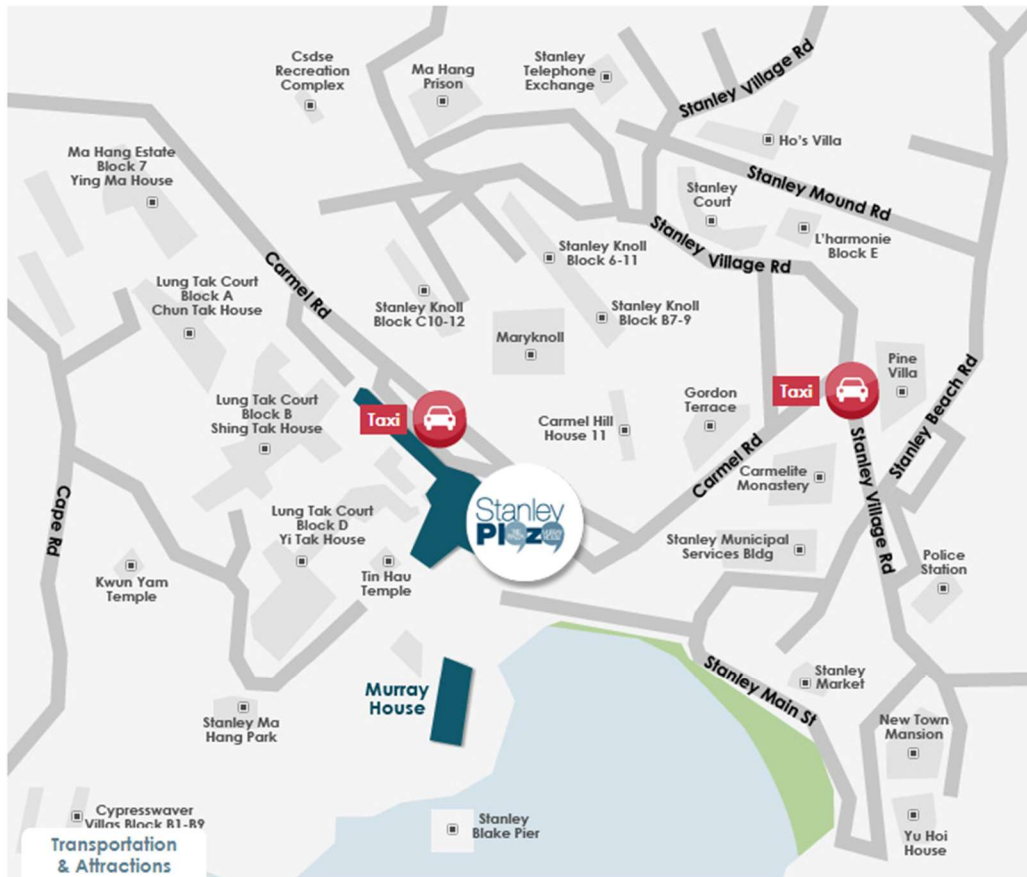 Csdse
Recreation
Complex
Ma Hang
Prison
Stanley
Telephone
Exchange
Stanley Village Rd
Ho's Villa
Ma Hang Estate
Block 7
Ying Ma House
Stanley Mound Rd
Stanley
Court
L'harmonie
Block E
Stanley Village Rd
Carmel Rd
Stanley Knoll
Block 6-11
Lung Tak Court
Block A
Chun Tak House
Stanley Knoll
Block C10-12
Stanley Knoll
Block B7-9
Maryknoll
Pine
Villa
Taxi
Taxi
Gordon
Terrace
Stanley Beach Rd
Lung Tak Court
Block B
Shing Tak House
Carmel Hill
House 11
Carmel Rd
Carmelite
Monastery
Stanley Village Rd
Cape Rd
Lung Tak Court
Block D
Yi Tak House
Stanley
Plaza
Stanley Municipal
Services Bldg
Police
Station
Kwun Yam
Temple
Tin Hau
Temple
Murray
House
Stanley Main St
Stanley
Market
Stanley Ma
Hang Park
New Town
Mansion
Cypresswaver
Villas Block B1-B9
Stanley
Blake Pier
Yu Hoi
House
Transportation
& Attractions